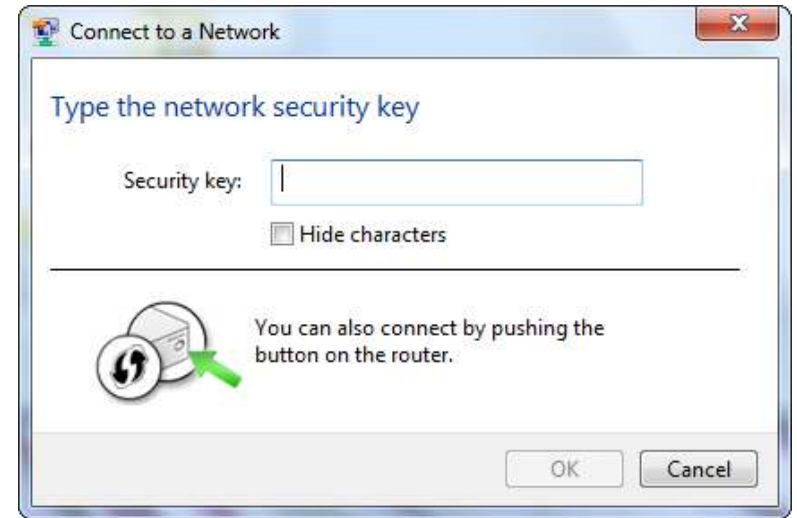 Connect to a Network
Type the network security key
Security key:
Hide characters
You can also connect by pushing the
button on the router.
OK Cancel